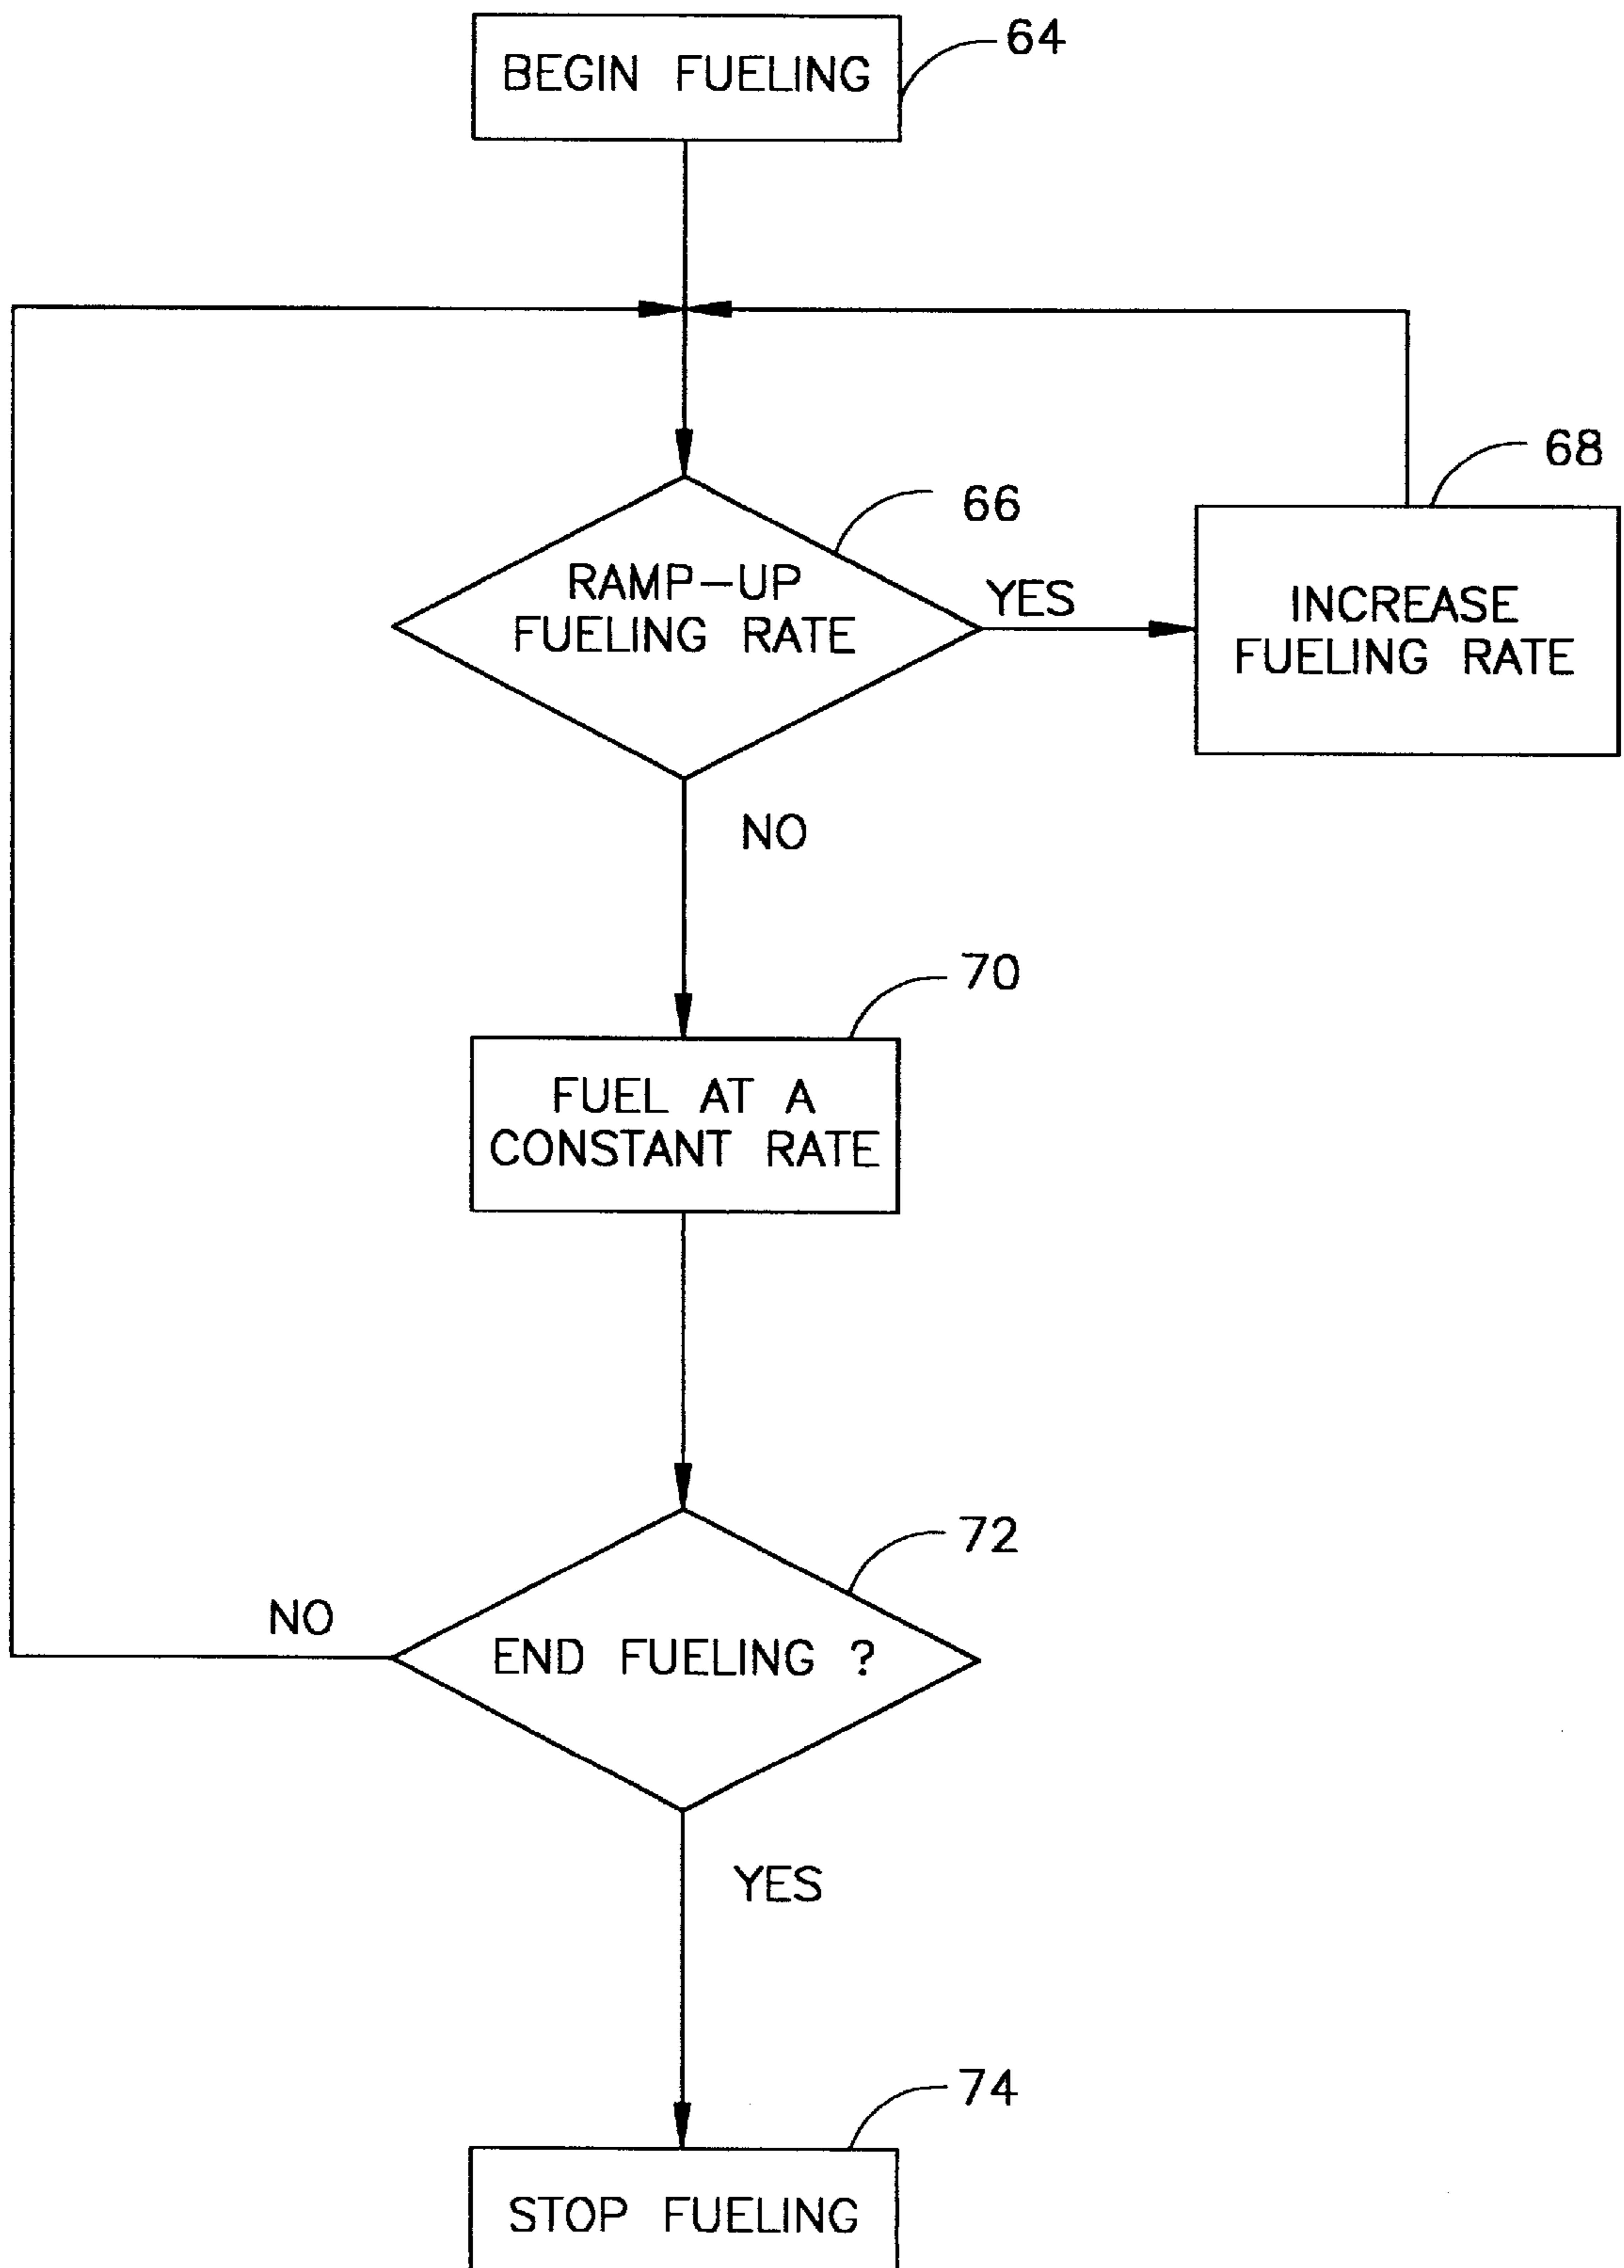 BEGIN FUELING
64
66
68
RAMP-UP
FUELING RATE
YES
INCREASE
FUELING RATE
NO
70
FUEL AT A
CONSTANT RATE
72
NO
END FUELING ?
YES
74
STOP FUELING